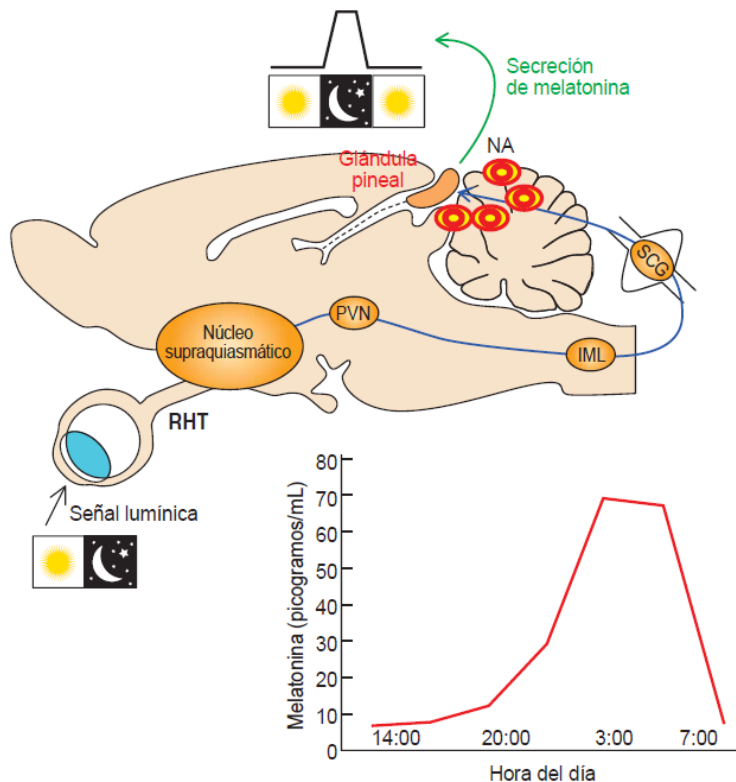 Secreción
de melatonina
NA
Glándula
pineal
SCG
PVN
Núcleo
supraquiasmático
IML
RHT
Señal lumínica
Melatonina (picogramos/mL)
80
70
60
50
40
30
20
10
0
14:00 20:00 3:00 7:00
Hora del día